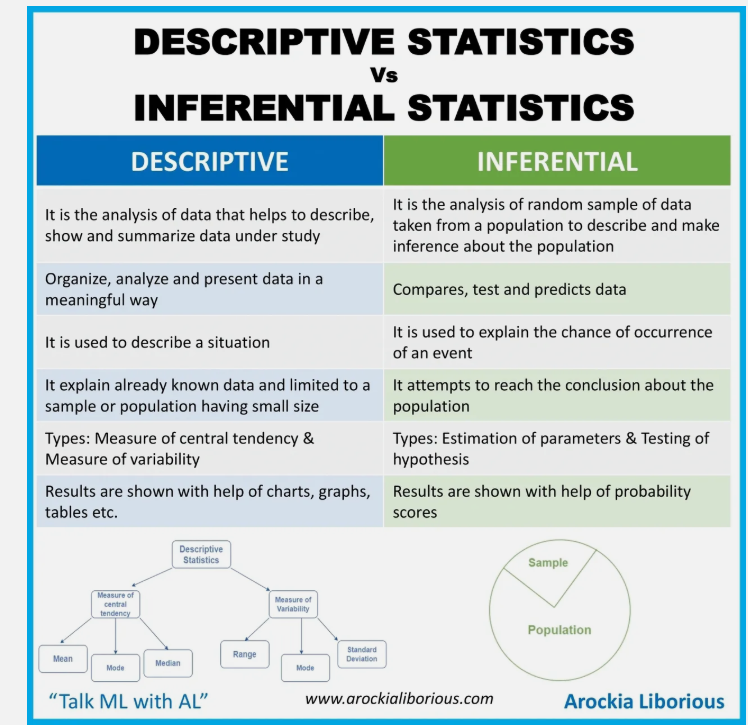 DESCRIPTIVE STATISTICS
Vs
INFERENTIAL STATISTICS
DESCRIPTIVE
INFERENTIAL
It is the analysis of data that helps to describe,
show and summarize data under study
It is the analysis of random sample of data
taken from a population to describe and make
inference about the population
Organize, analyze and present data in a
meaningful way
Compares, test and predicts data
It is used to describe a situation
It is used to explain the chance of occurrence
of an event
It explain already known data and limited to a
sample or population having small size
It attempts to reach the conclusion about the
population
Types: Measure of central tendency &
Measure of variability
Types: Estimation of parameters & Testing of
hypothesis
Results are shown with help of charts, graphs,
tables etc.
Results are shown with help of probability
scores
Descriptive
Statistics
Measure of
central
tendency
Measure of
Variability
Mean
Mode
Median
Range
Mode
Standard
Deviation
Sample
Population
“Talk ML with AL”
www.arockialiborious.com
Arockia Liborious